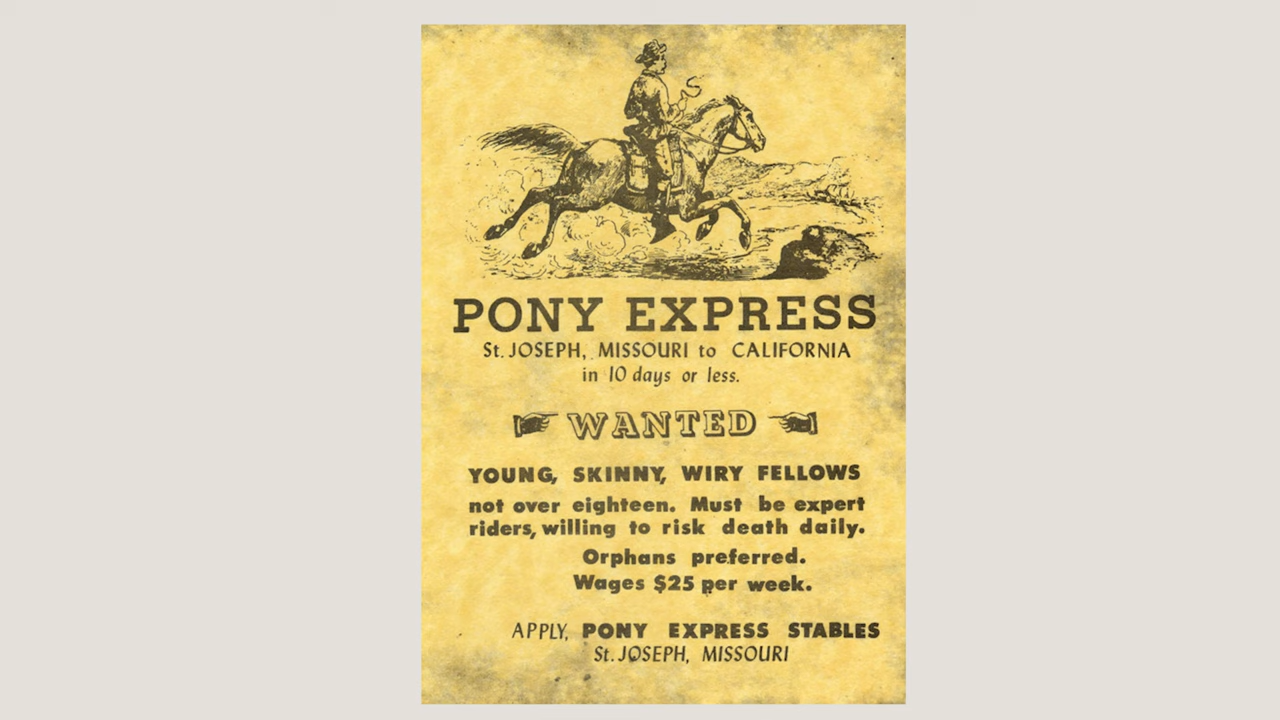 PONY EXPRESS
St. JOSEPH, MISSOURI to CALIFORNIA
in 10 days or less.
WANTED
YOUNG, SKINNY, WIRY FELLOWS
not over eighteen. Must be expert
riders, willing to risk death daily.
Orphans preferred.
Wages $25 per week.
APPLY, PONY EXPRESS STABLES
St. JOSEPH, MISSOURI